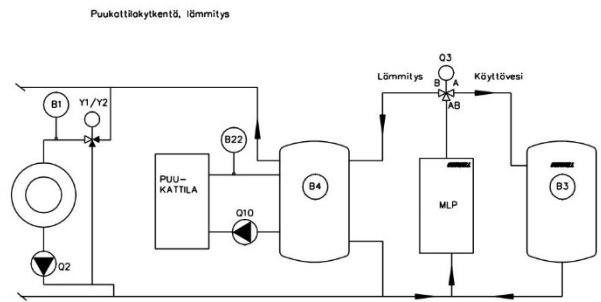 Puukattilakytkentä, lämmitys
Q3
B
A
AB
Lämmitys
Käyttövesi
B1
Y1/Y2
B22
PUU-
KATTILA
Q10
B4
MLP
B3
Q2